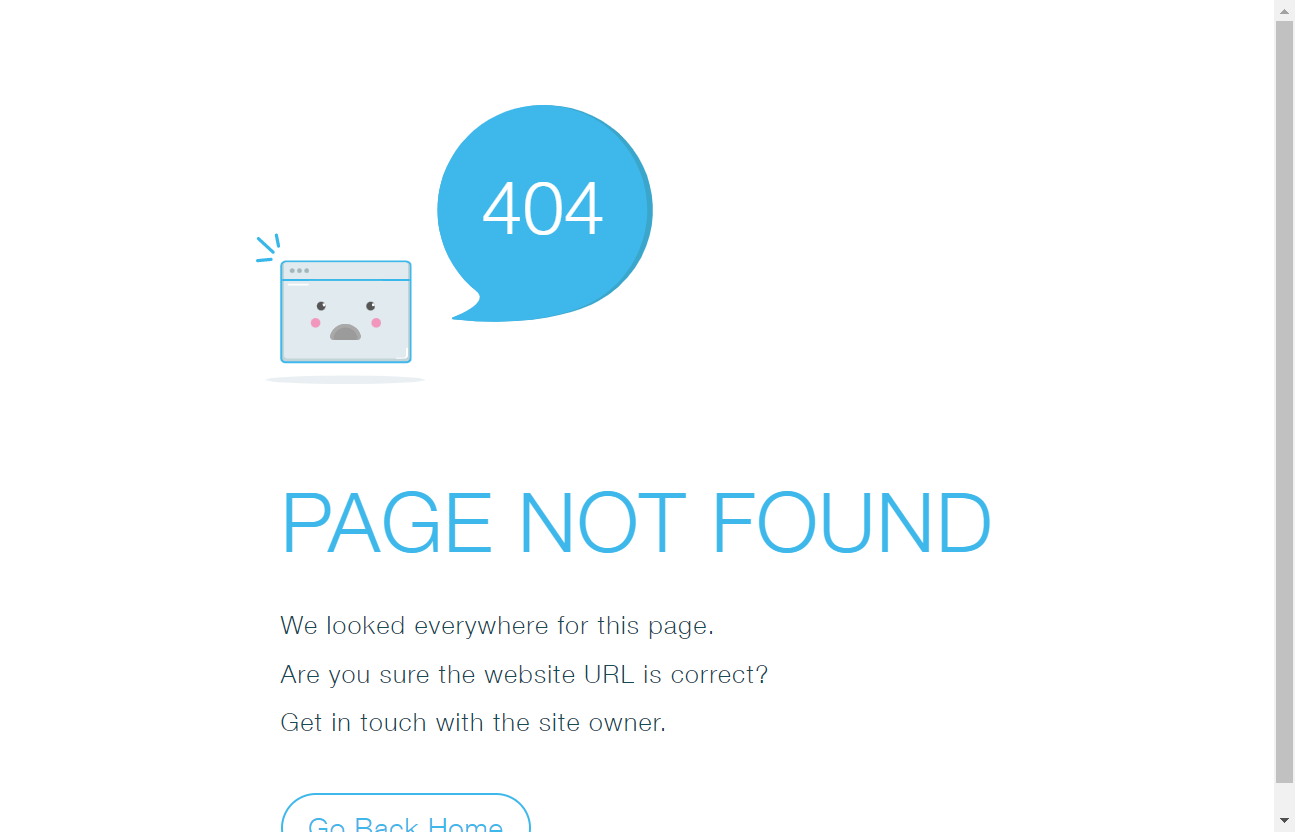 404
PAGE NOT FOUND
We looked everywhere for this page.
Are you sure the website URL is correct?
Get in touch with the site owner.
Go Back Home